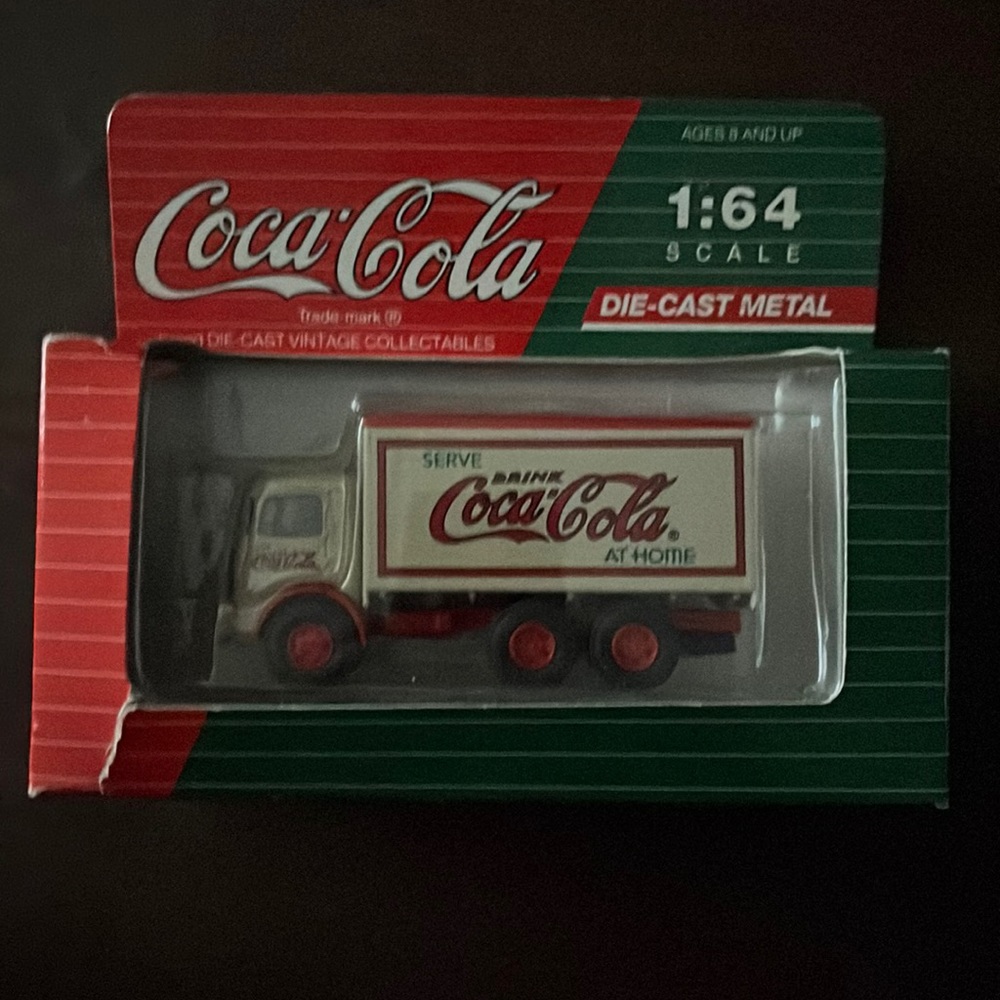 AGES 8 AND UP
Coca-Cola
1:64
SCALE
DIE-CAST METAL
Trade-mark ®
DIE-CAST VINTAGE COLLECTABLES
SERVE
DRINK
Coca-Cola®
AT HOME